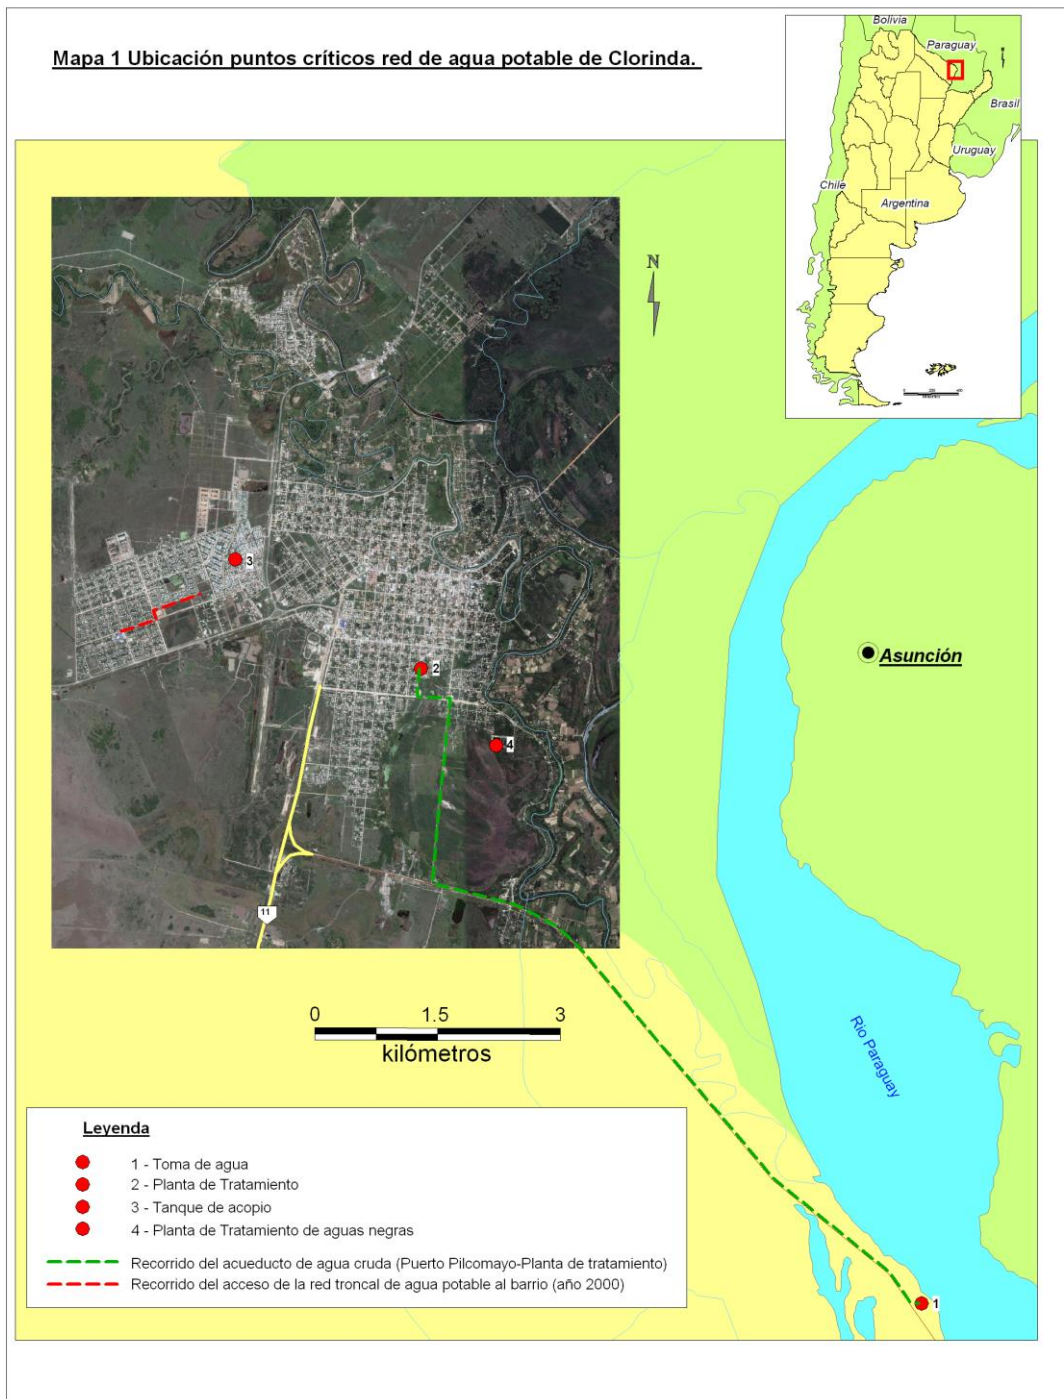 Mapa 1 Ubicación puntos críticos red de agua potable de Clorinda.
Bolivia
Paraguay
Brasil
Uruguay
Chile
Argentina
N
3
2
4
Asunción
11
0 1.5 3
kilómetros
Rio Paraguay
Leyenda
1 - Toma de agua
2 - Planta de Tratamiento
3 - Tanque de acopio
4 - Planta de Tratamiento de aguas negras
Recorrido del acueducto de agua cruda (Puerto Pilcomayo-Planta de tratamiento)
Recorrido del acceso de la red troncal de agua potable al barrio (año 2000)
1